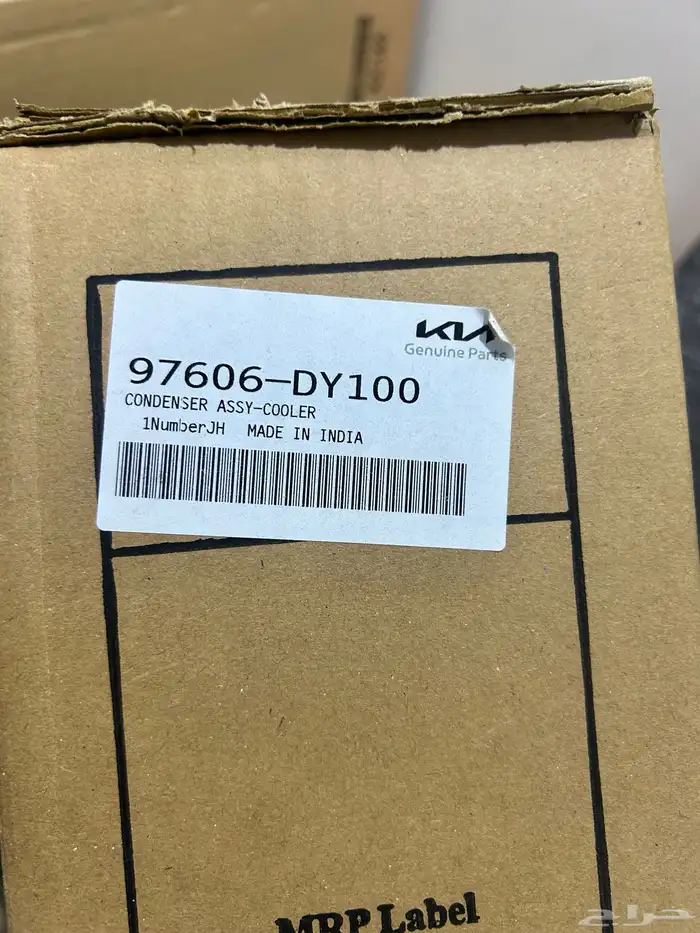 KIA
Genuine Parts
97606-DY100
CONDENSER ASSY-COOLER
1NumberJH MADE IN INDIA
MRP Label
حراج